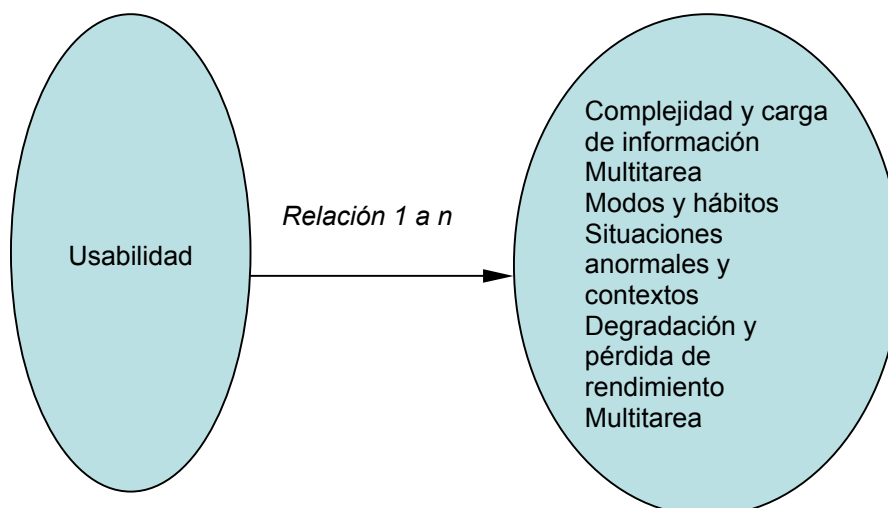 Usabilidad
Relación 1 a n
Complejidad y carga
de información
Multitarea
Modos y hábitos
Situaciones
anormales y
contextos
Degradación y
pérdida de
rendimiento
Multitarea